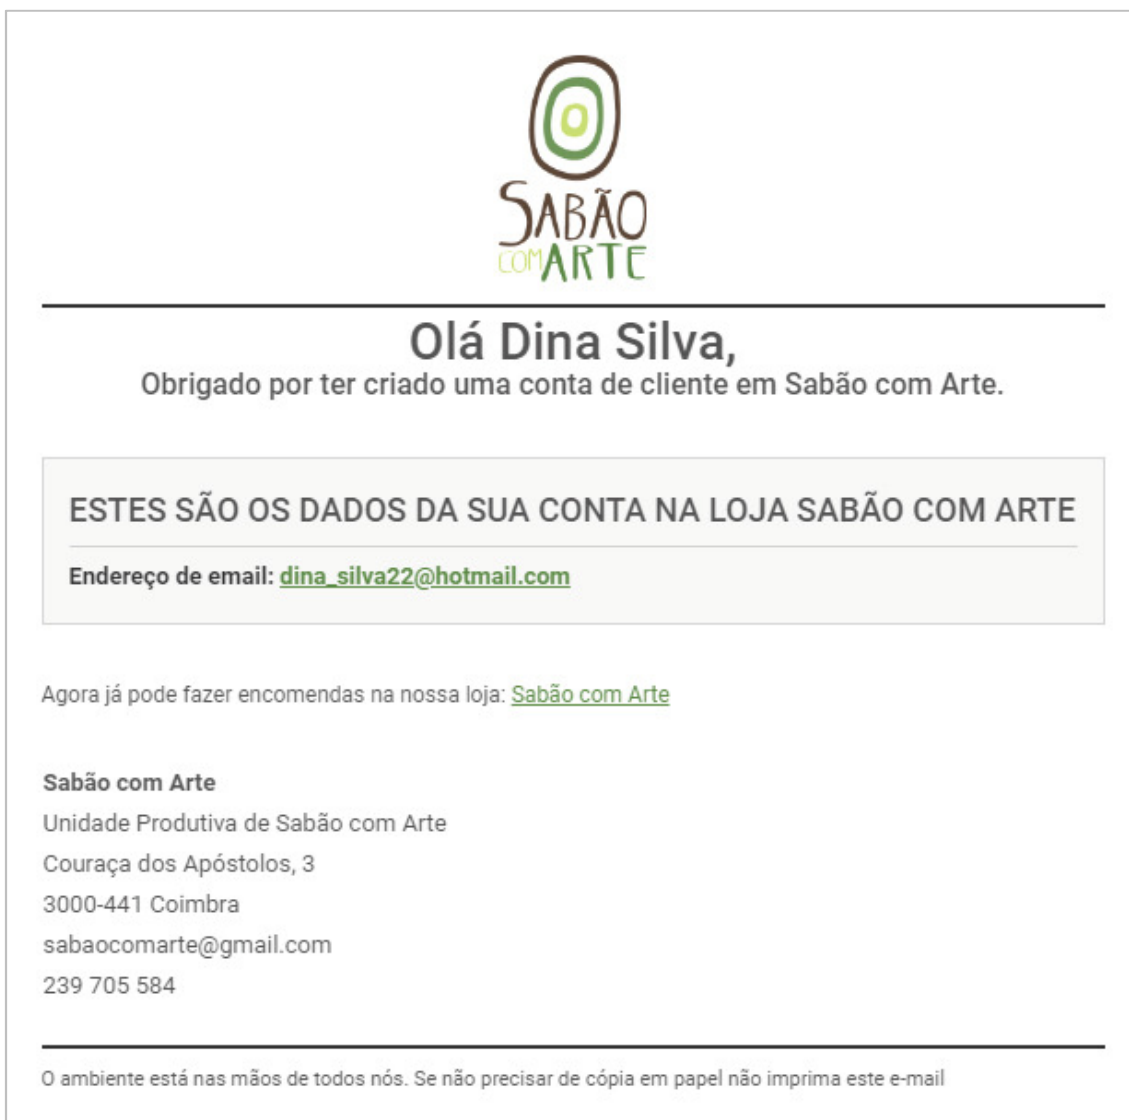 SABÃO
COM ARTE
Olá Dina Silva,
Obrigado por ter criado uma conta de cliente em Sabão com Arte.
ESTES SÃO OS DADOS DA SUA CONTA NA LOJA SABÃO COM ARTE
Endereço de email: dina_silva22@hotmail.com
Agora já pode fazer encomendas na nossa loja: Sabão com Arte
Sabão com Arte
Unidade Produtiva de Sabão com Arte
Couraça dos Apóstolos, 3
3000-441 Coimbra
sabaocomarte@gmail.com
239 705 584
O ambiente está nas mãos de todos nós. Se não precisar de cópia em papel não imprima este e-mail